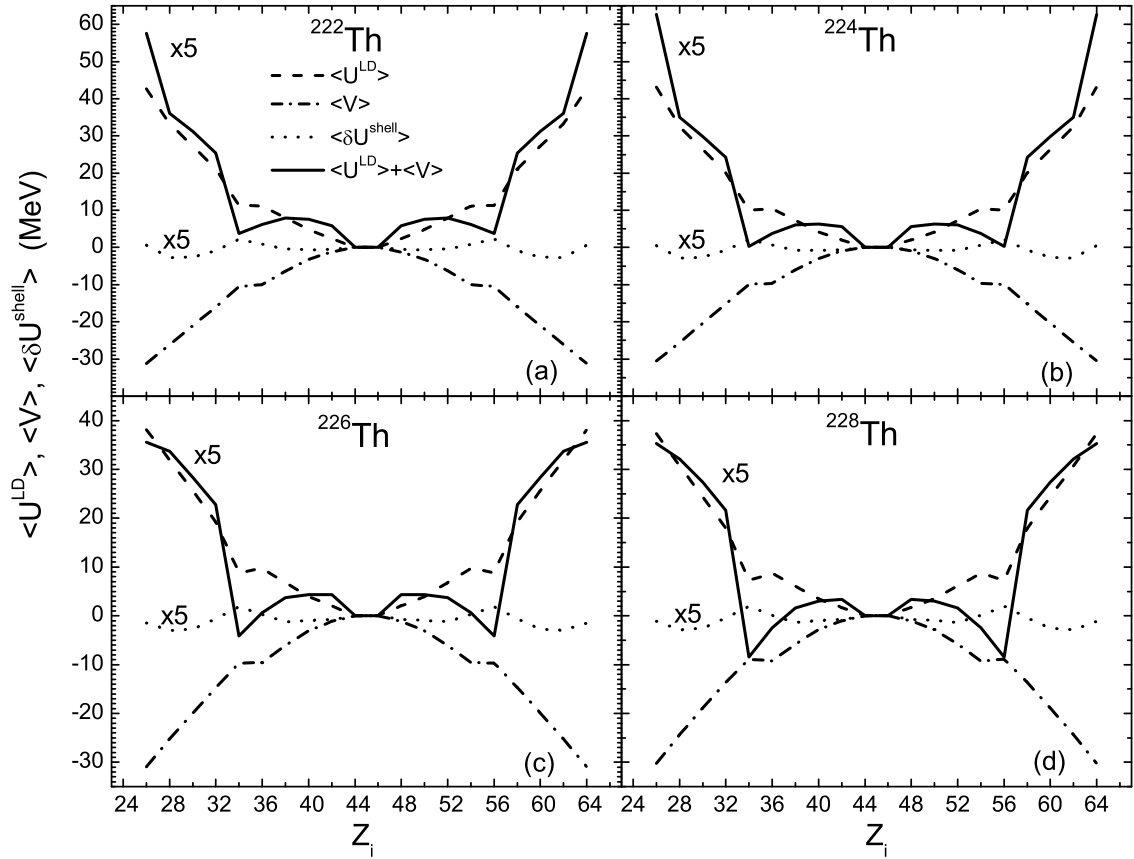 <U^LD>, <V>, <δU^shell> (MeV)
²²²Th
x5
<U^LD>
<V>
<δU^shell>
<U^LD>+<V>
x5
(a)
60
50
40
30
20
10
0
-10
-20
-30
²²⁴Th
x5
x5
(b)
²²⁶Th
x5
x5
(c)
40
30
20
10
0
-10
-20
-30
²²⁸Th
x5
x5
(d)
24 28 32 36 40 44 48 52 56 60 64
24 28 32 36 40 44 48 52 56 60 64
Z_i
Z_i